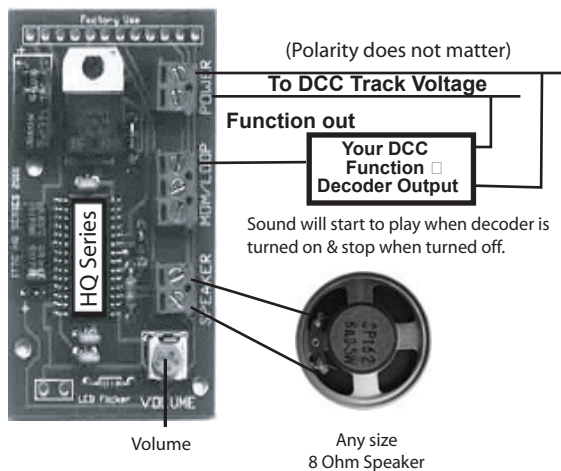 Factory Use
(Polarity does not matter)
POWER
To DCC Track Voltage
Function out
MOM/LOOP
Your DCC
Function □
Decoder Output
Sound will start to play when decoder is
turned on & stop when turned off.
HQ Series
SPEAKER
LED Flicker
VOLUME
Volume
Any size
8 Ohm Speaker